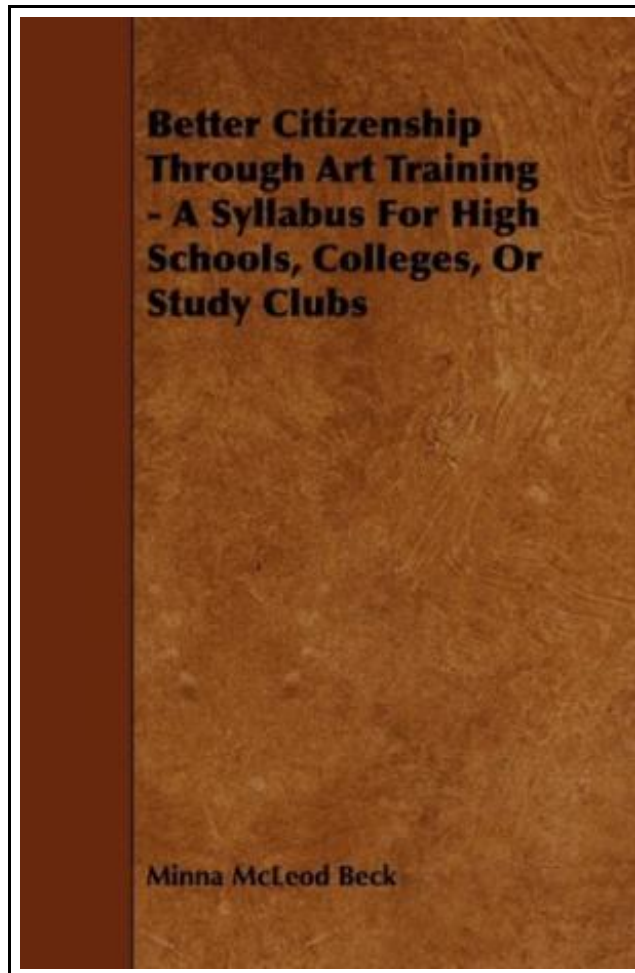 Better Citizenship
Through Art Training
- A Syllabus For High
Schools, Colleges, Or
Study Clubs
Minna McLeod Beck